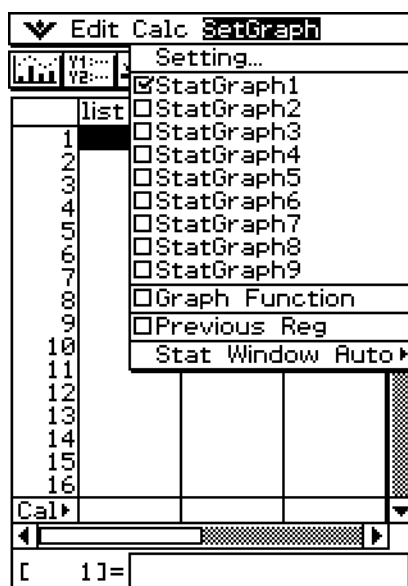 Edit Calc SetGraph
Setting...
Y1:...
Y2:...
StatGraph1
list
StatGraph2
1
StatGraph3
2
StatGraph4
3
StatGraph5
4
StatGraph6
5
StatGraph7
6
StatGraph8
7
StatGraph9
8
Graph Function
9
Previous Reg
10
Stat Window Auto
11
12
13
14
15
16
Cal
[ 1]=